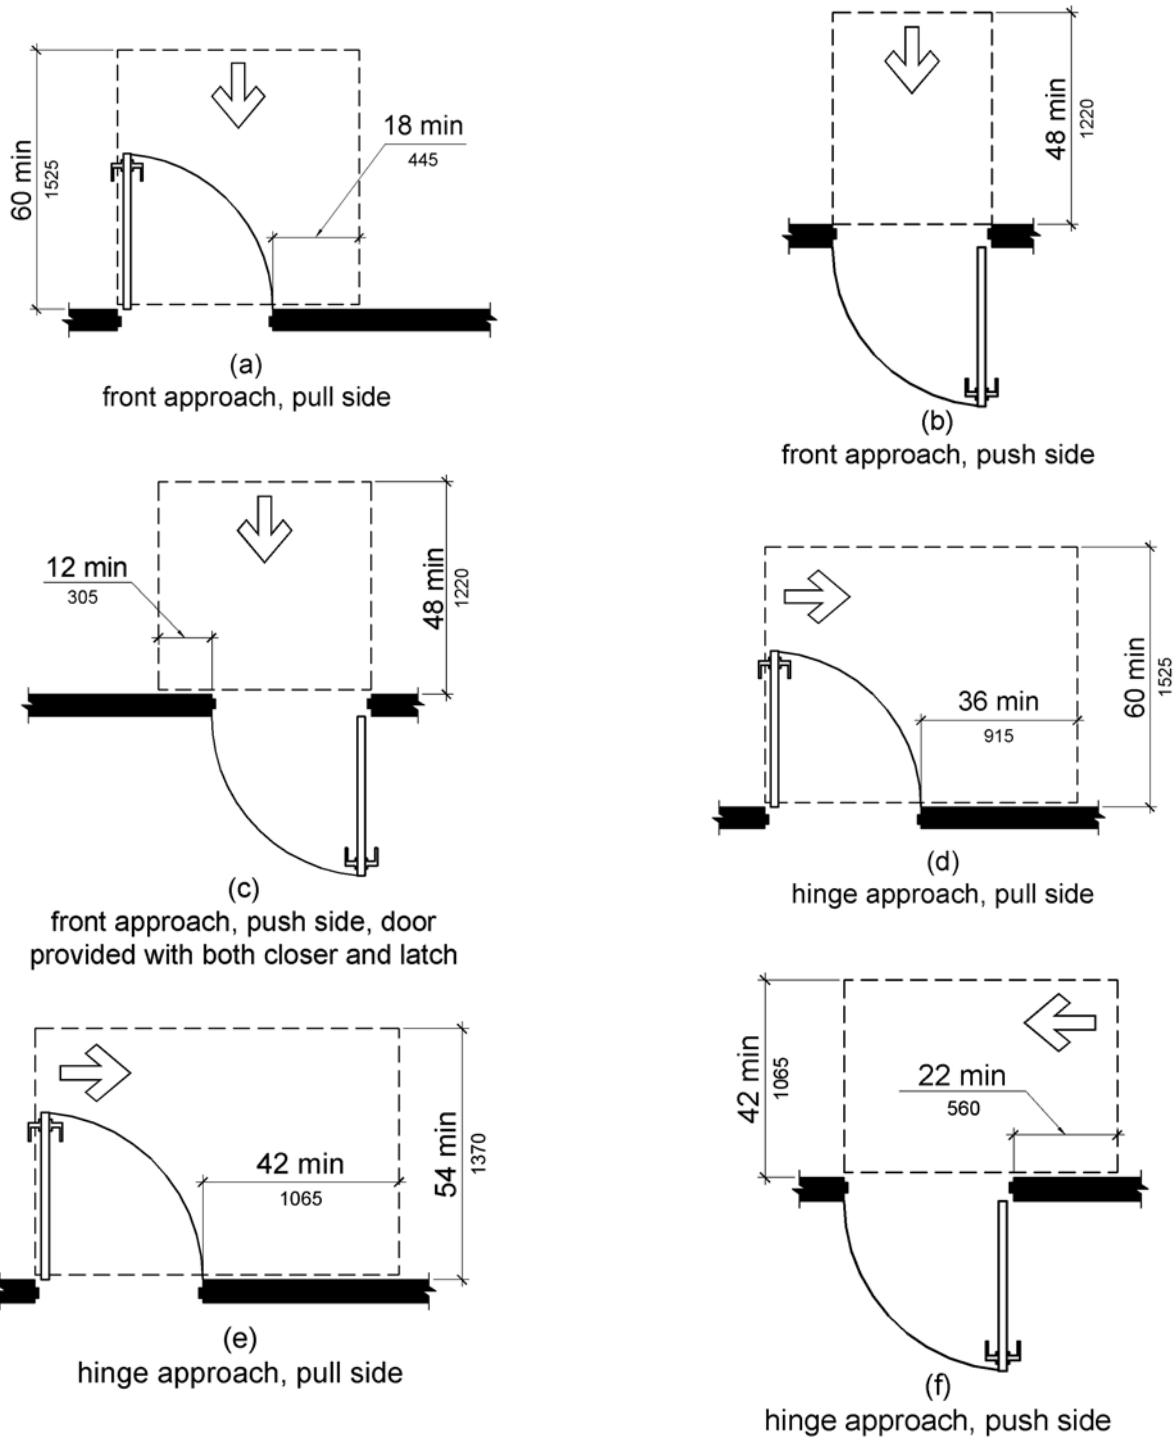 60 min
1525
18 min
445
(a)
front approach, pull side
48 min
1220
(b)
front approach, push side
12 min
305
48 min
1220
(c)
front approach, push side, door
provided with both closer and latch
36 min
915
60 min
1525
(d)
hinge approach, pull side
42 min
1065
54 min
1370
(e)
hinge approach, pull side
42 min
1065
22 min
560
(f)
hinge approach, push side